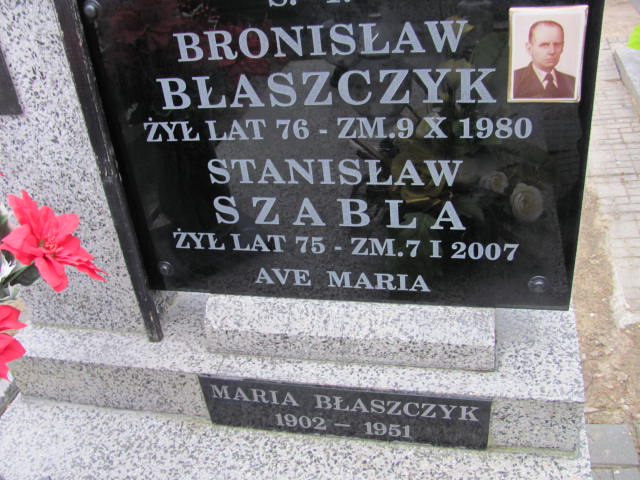 Ś. P.
BRONISŁAW
BŁASZCZYK
ŻYŁ LAT 76 - ZM.9 X 1980
STANISŁAW
SZABLA
ŻYŁ LAT 75 - ZM.7 I 2007
AVE MARIA
MARIA BŁASZCZYK
1902 - 1951